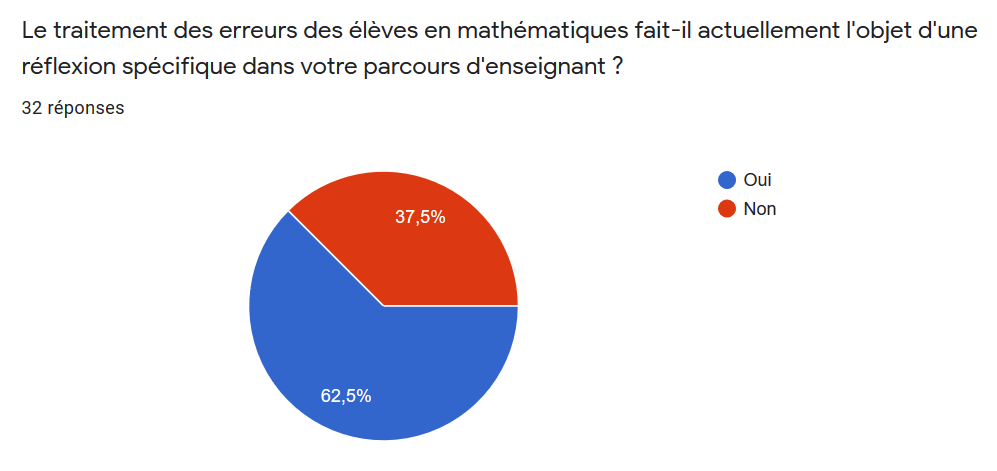 Le traitement des erreurs des élèves en mathématiques fait-il actuellement l'objet d'une
réflexion spécifique dans votre parcours d'enseignant ?
32 réponses
Oui
Non
37,5%
62,5%